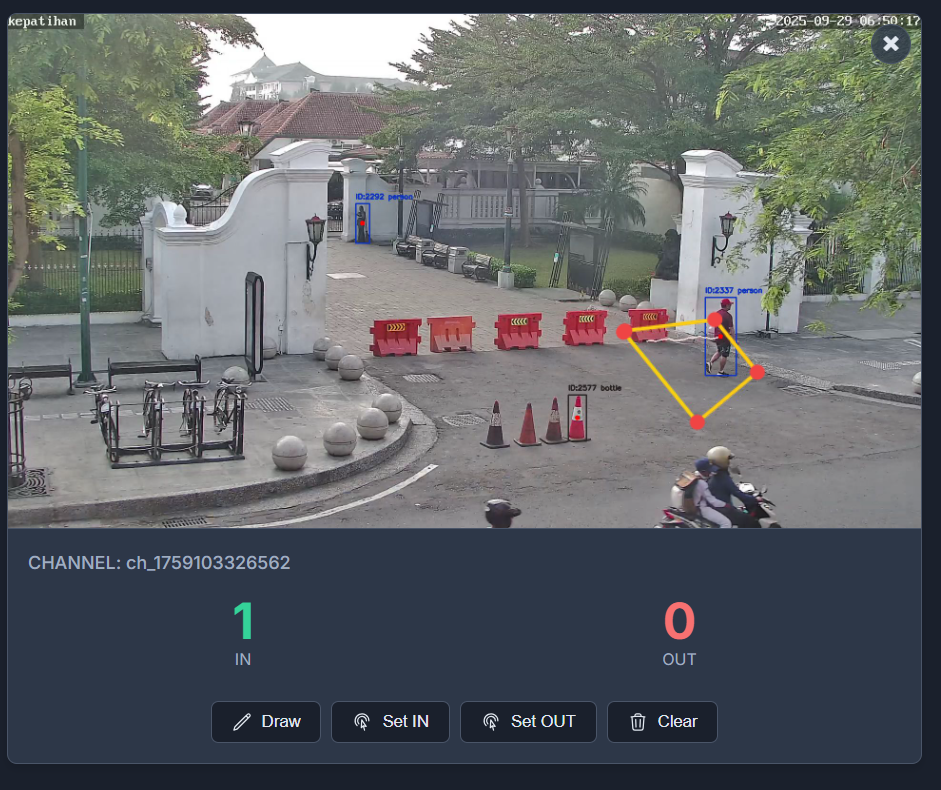 kepatihan
2025-09-29 06:50:17
ID:2292 person
ID:2337 person
ID:2577 bottle
CHANNEL: ch_1759103326562
1
0
IN
OUT
Draw
Set IN
Set OUT
Clear